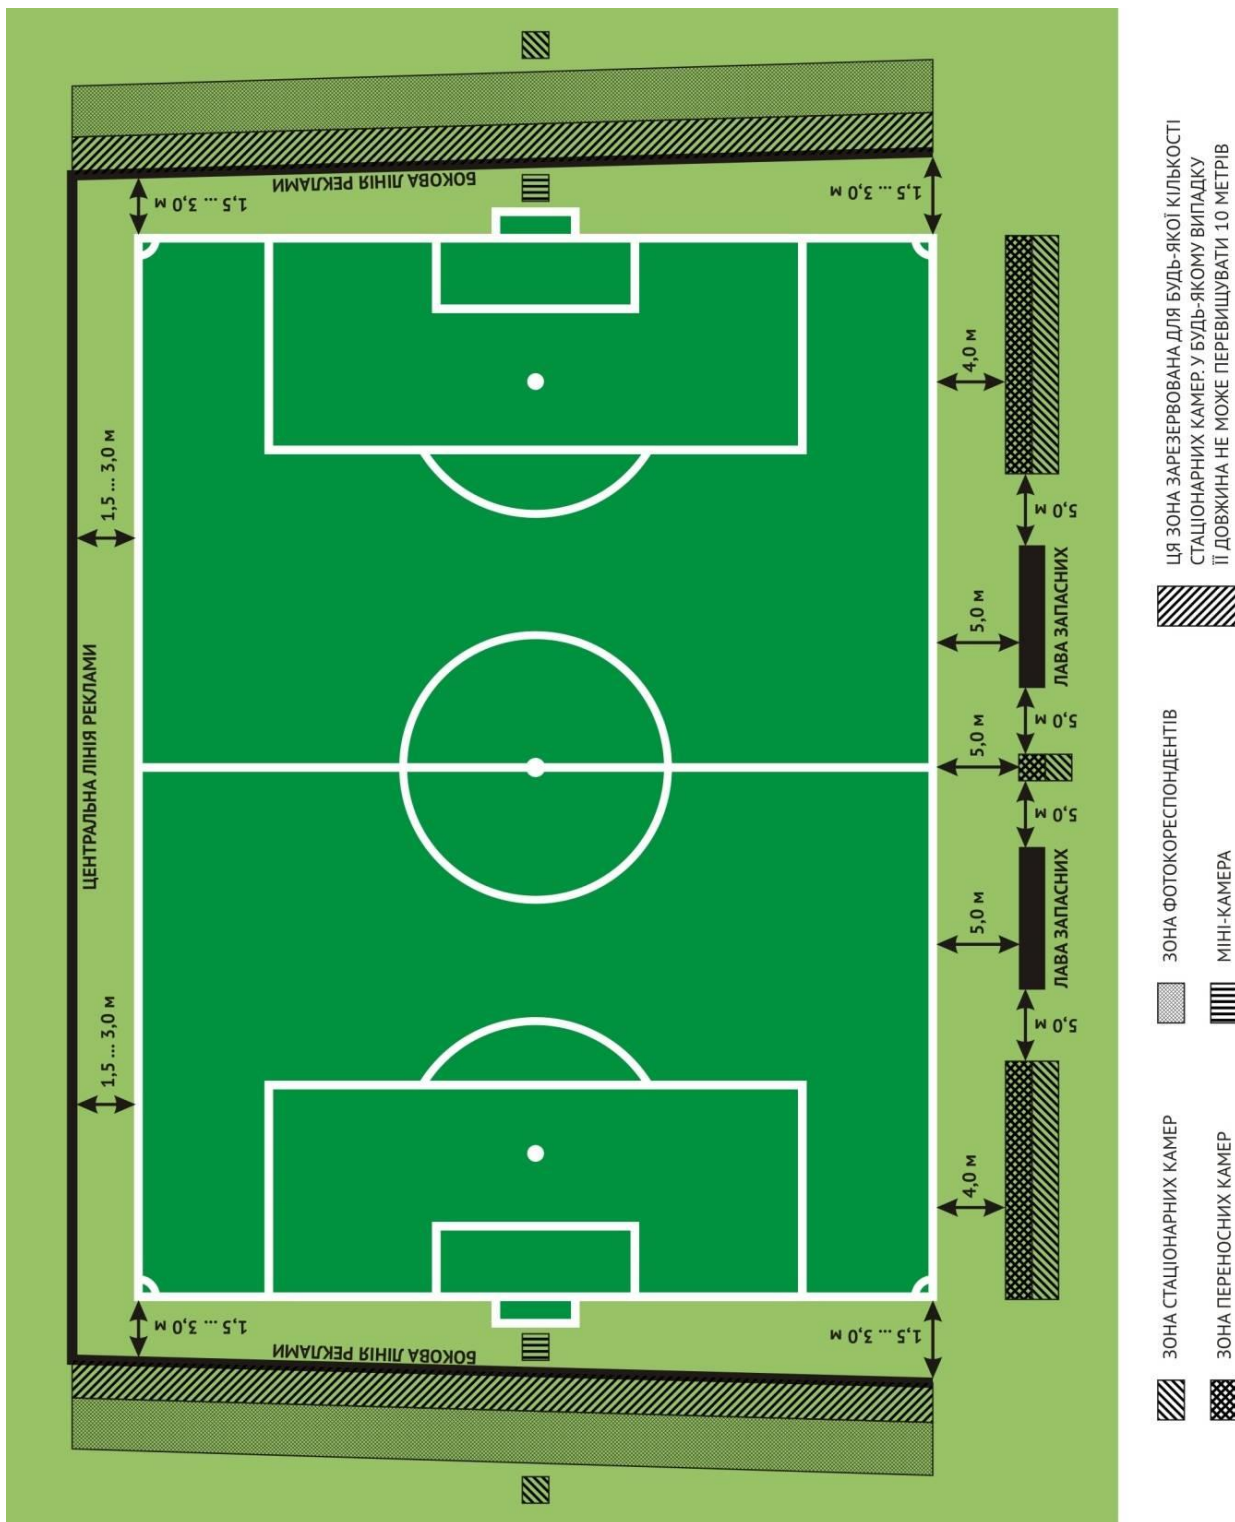 ЦЕНТРАЛЬНА ЛІНІЯ РЕКЛАМИ
1,5 ... 3,0 м
1,5 ... 3,0 м
1,5 ... 3,0 м
БОКОВА ЛІНІЯ РЕКЛАМИ
1,5 ... 3,0 м
1,5 ... 3,0 м
БОКОВА ЛІНІЯ РЕКЛАМИ
1,5 ... 3,0 м
4,0 м
5,0 м
5,0 м
5,0 м
4,0 м
5,0 м
5,0 м
5,0 м
5,0 м
ЛАВА ЗАПАСНИХ
ЛАВА ЗАПАСНИХ
ЗОНА СТАЦІОНАРНИХ КАМЕР
ЗОНА ПЕРЕНОСНИХ КАМЕР
ЗОНА ФОТОКОРЕСПОНДЕНТІВ
МІНІ-КАМЕРА
ЦЯ ЗОНА ЗАРЕЗЕРВОВАНА ДЛЯ БУДЬ-ЯКОЇ КІЛЬКОСТІ
СТАЦІОНАРНИХ КАМЕР. У БУДЬ-ЯКОМУ ВИПАДКУ
ЇЇ ДОВЖИНА НЕ МОЖЕ ПЕРЕВИЩУВАТИ 10 МЕТРІВ